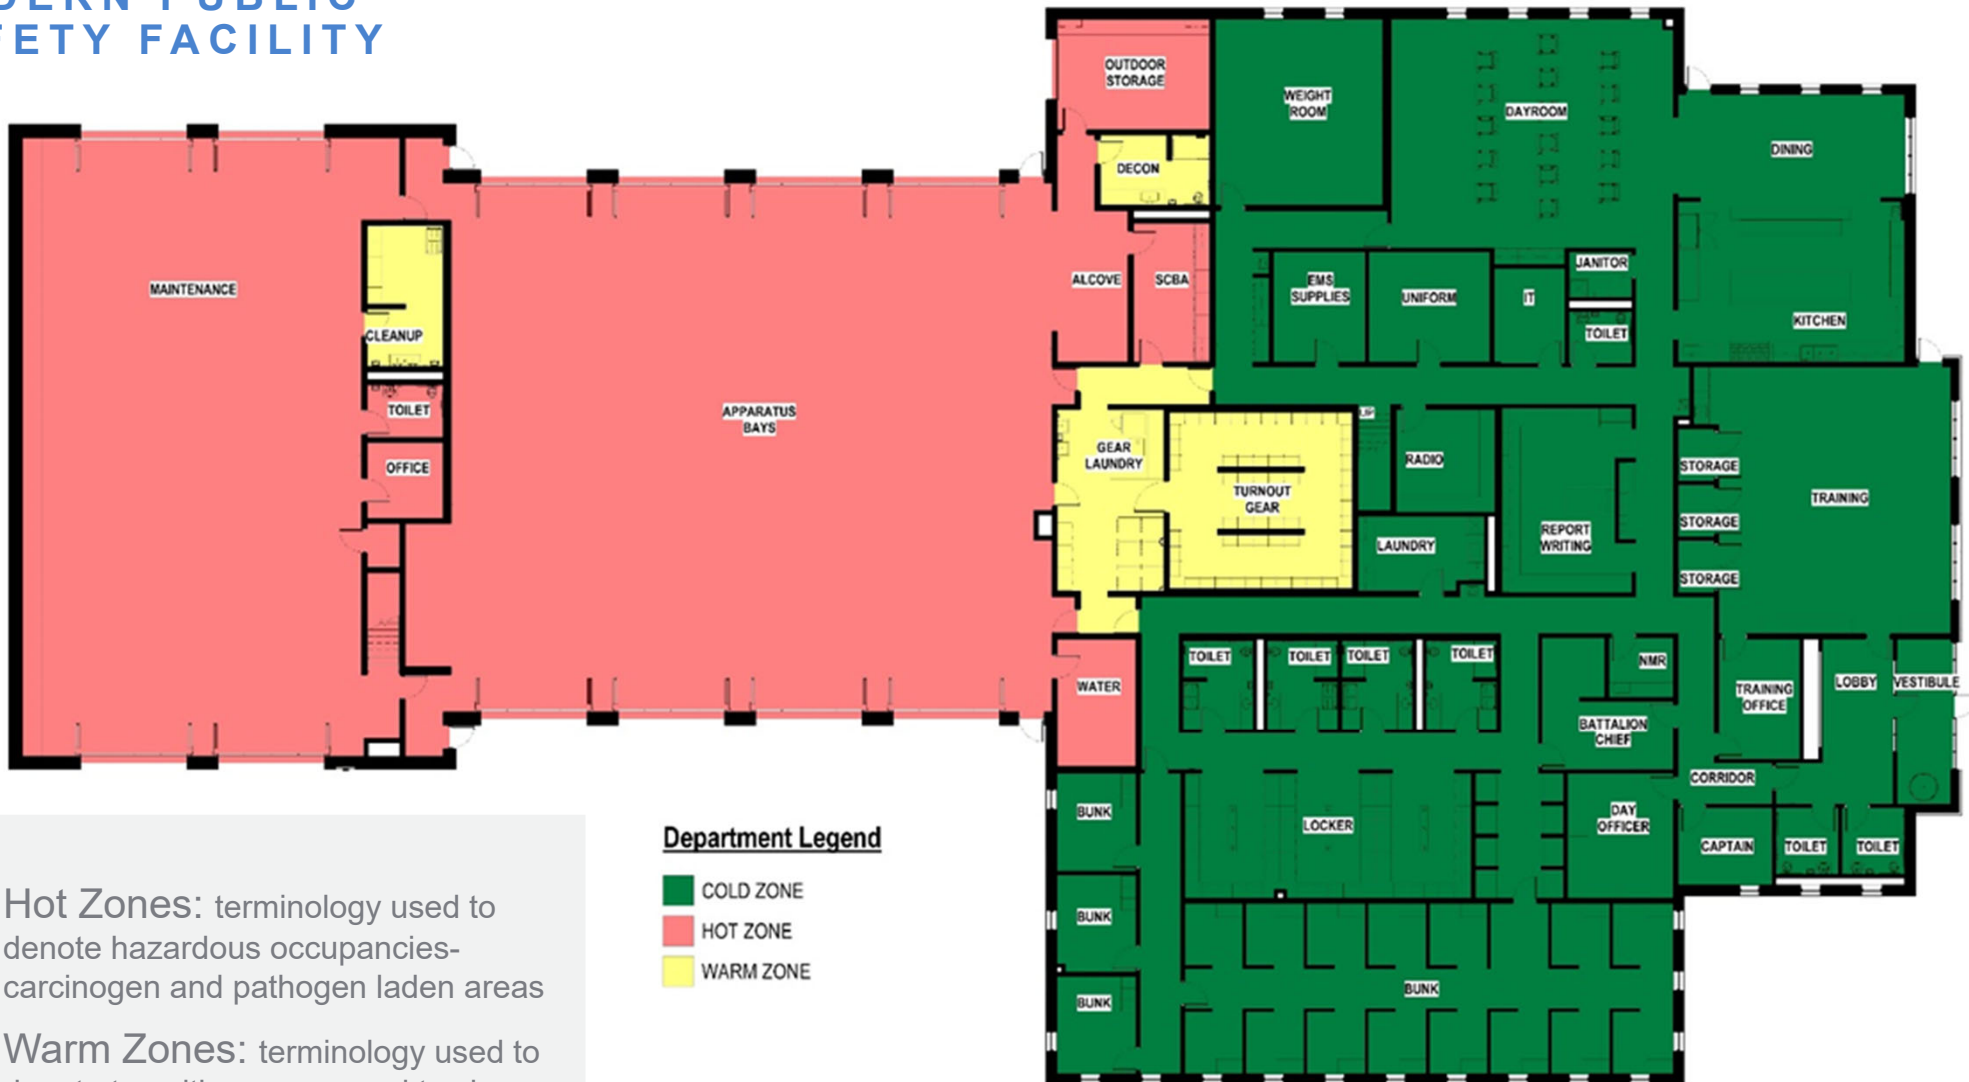 FETY FACILITY
OUTDOOR
STORAGE
WEIGHT
ROOM
DAYROOM
DINING
DECON
MAINTENANCE
ALCOVE
SCBA
EMS
SUPPLIES
UNIFORM
IT
JANITOR
TOILET
KITCHEN
CLEANUP
TOILET
OFFICE
APPARATUS
BAYS
GEAR
LAUNDRY
TURNOUT
GEAR
UP
RADIO
LAUNDRY
REPORT
WRITING
STORAGE
STORAGE
STORAGE
TRAINING
WATER
TOILET
TOILET
TOILET
TOILET
NMR
BATTALION
CHIEF
TRAINING
OFFICE
LOBBY
VESTIBULE
CORRIDOR
BUNK
BUNK
BUNK
LOCKER
DAY
OFFICER
CAPTAIN
TOILET
TOILET
BUNK
Department Legend
COLD ZONE
HOT ZONE
WARM ZONE
Hot Zones: terminology used to
denote hazardous occupancies-
carcinogen and pathogen laden areas
Warm Zones: terminology used to